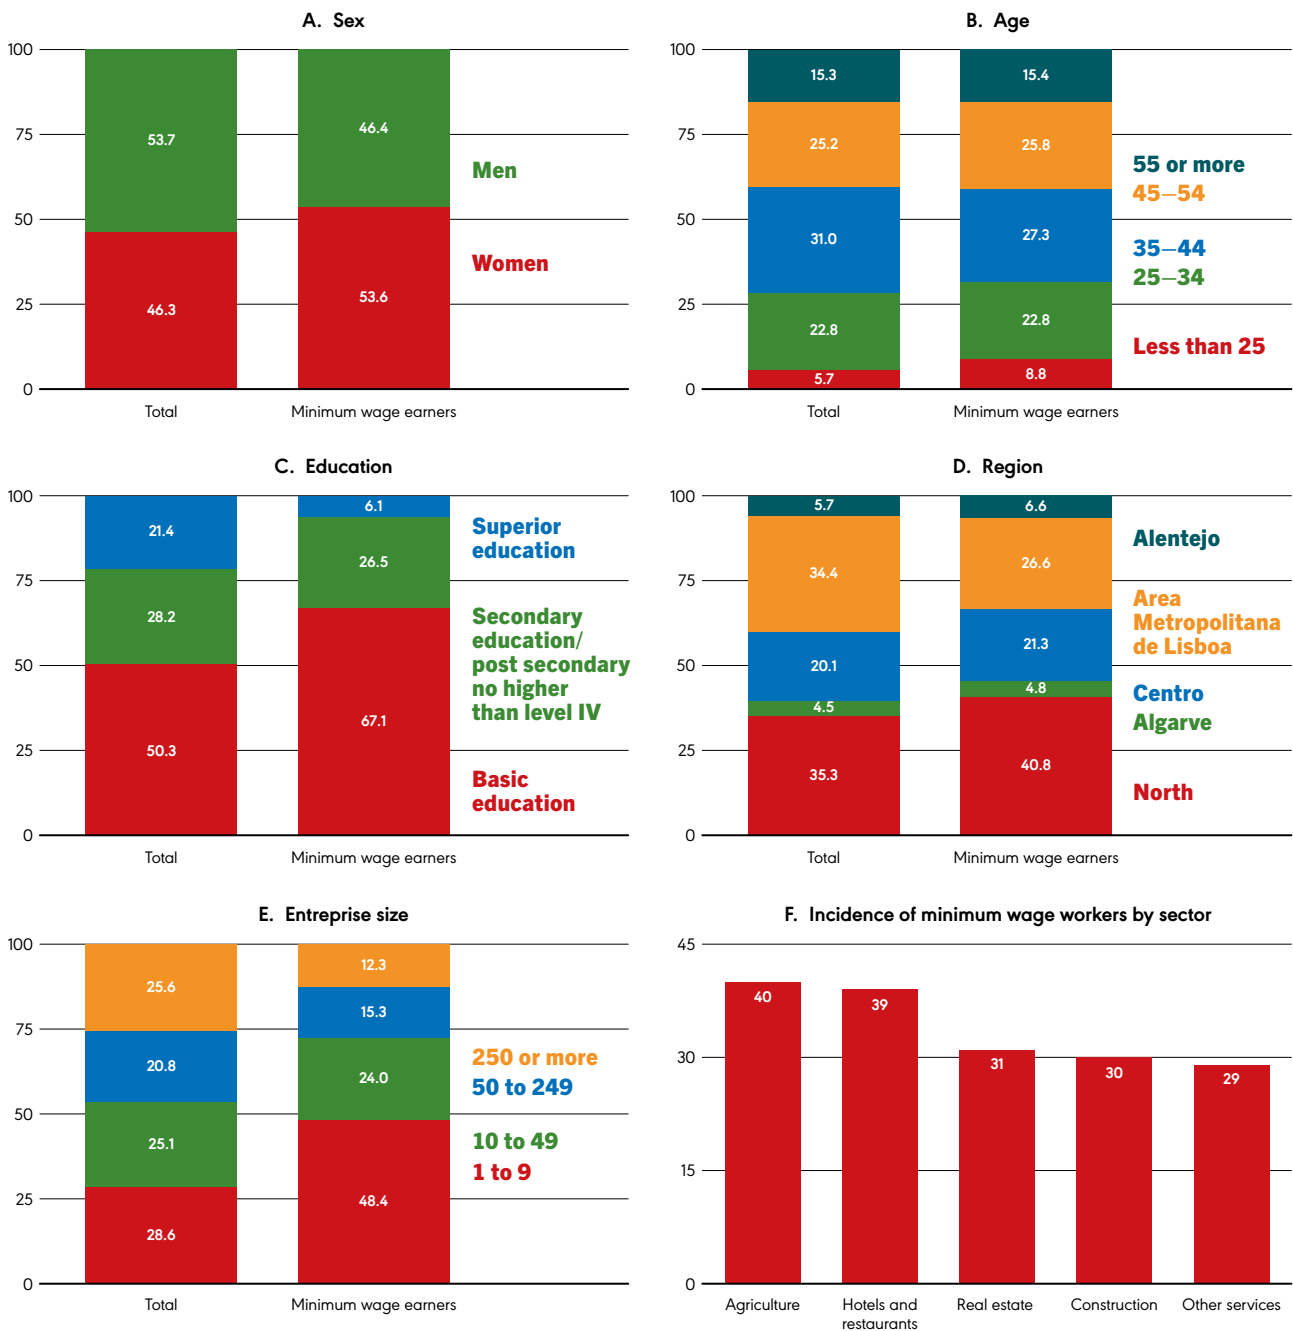 A. Sex
100
75
50
25
0
53.7
46.3
46.4
53.6
Men
Women
Total
Minimum wage earners
B. Age
100
75
50
25
0
15.3
25.2
31.0
22.8
5.7
15.4
25.8
27.3
22.8
8.8
55 or more
45–54
35–44
25–34
Less than 25
Total
Minimum wage earners
C. Education
100
75
50
25
0
21.4
28.2
50.3
6.1
26.5
67.1
Superior
education
Secondary
education/
post secondary
no higher
than level IV
Basic
education
Total
Minimum wage earners
D. Region
100
75
50
25
0
5.7
34.4
20.1
4.5
35.3
6.6
26.6
21.3
4.8
40.8
Alentejo
Area
Metropolitana
de Lisboa
Centro
Algarve
North
Total
Minimum wage earners
E. Entreprise size
100
75
50
25
0
25.6
20.8
25.1
28.6
12.3
15.3
24.0
48.4
250 or more
50 to 249
10 to 49
1 to 9
Total
Minimum wage earners
F. Incidence of minimum wage workers by sector
45
30
15
0
40
39
31
30
29
Agriculture
Hotels and
restaurants
Real estate
Construction
Other services